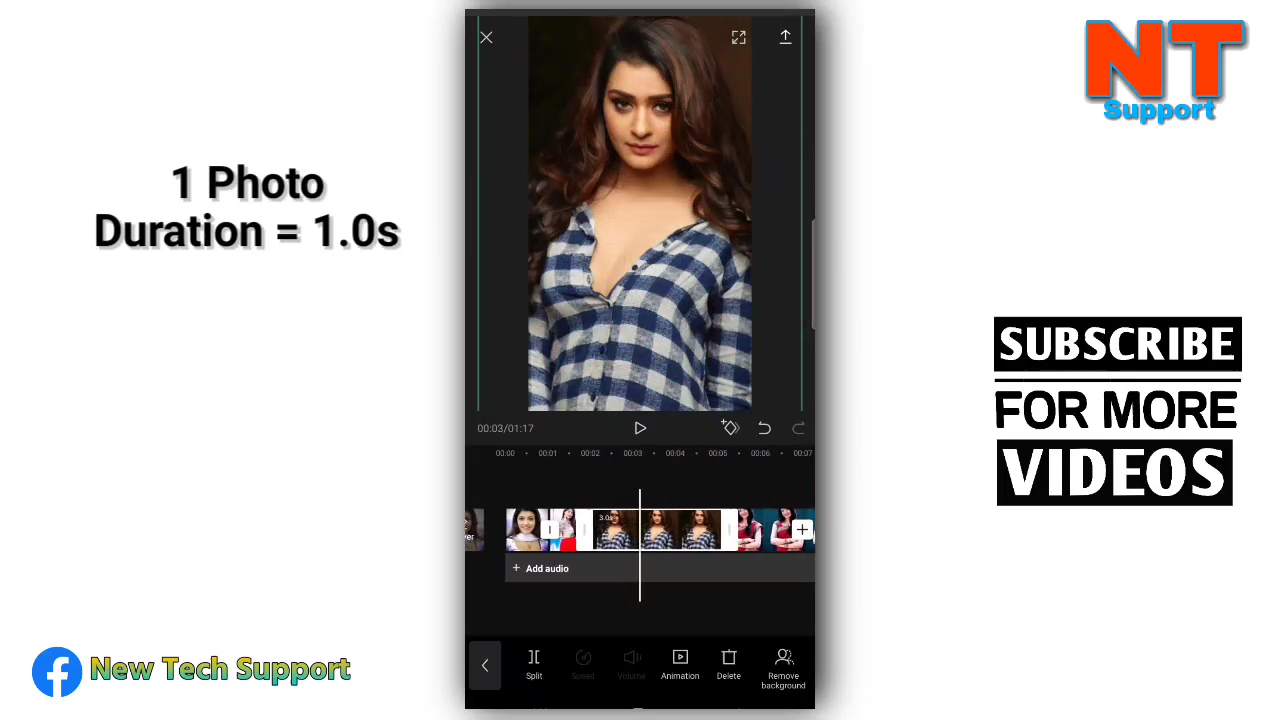 NT
Support
1 Photo
Duration = 1.0s
SUBSCRIBE
FOR MORE
VIDEOS
00:03/01:17
00:00 00:01 00:02 00:03 00:04 00:05 00:06 00:07
3.0s
+ Add audio
Split
Speed
Volume
Animation
Delete
Remove
background
New Tech Support